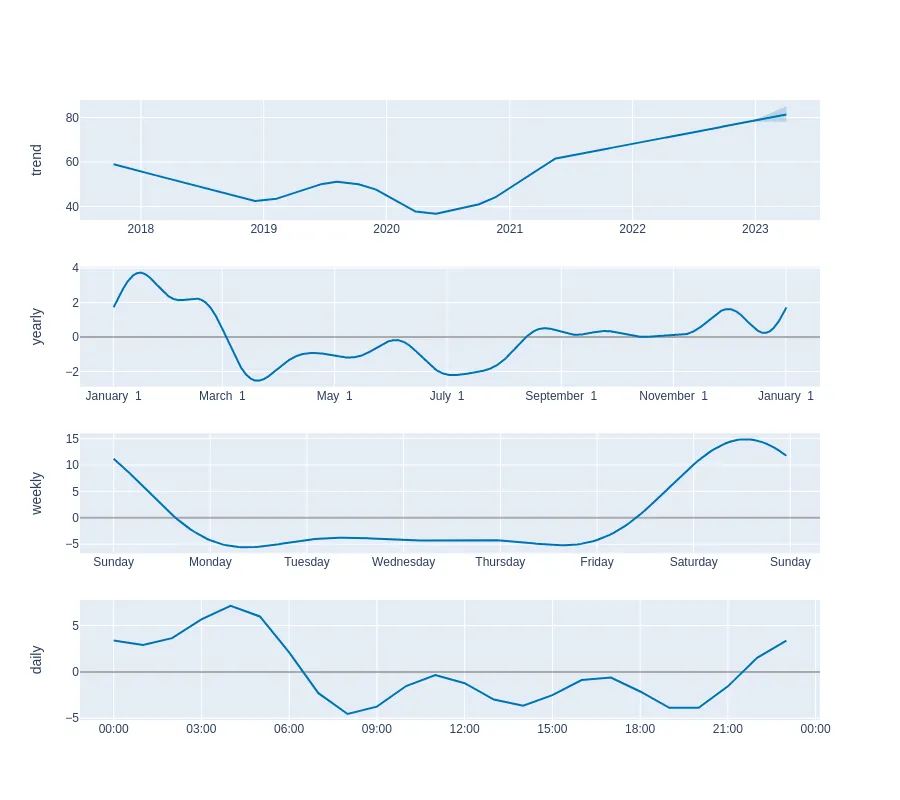 trend
80
60
40
2018 2019 2020 2021 2022 2023
yearly
4
2
0
−2
January 1 March 1 May 1 July 1 September 1 November 1 January 1
weekly
15
10
5
0
−5
Sunday Monday Tuesday Wednesday Thursday Friday Saturday Sunday
daily
5
0
−5
00:00 03:00 06:00 09:00 12:00 15:00 18:00 21:00 00:00